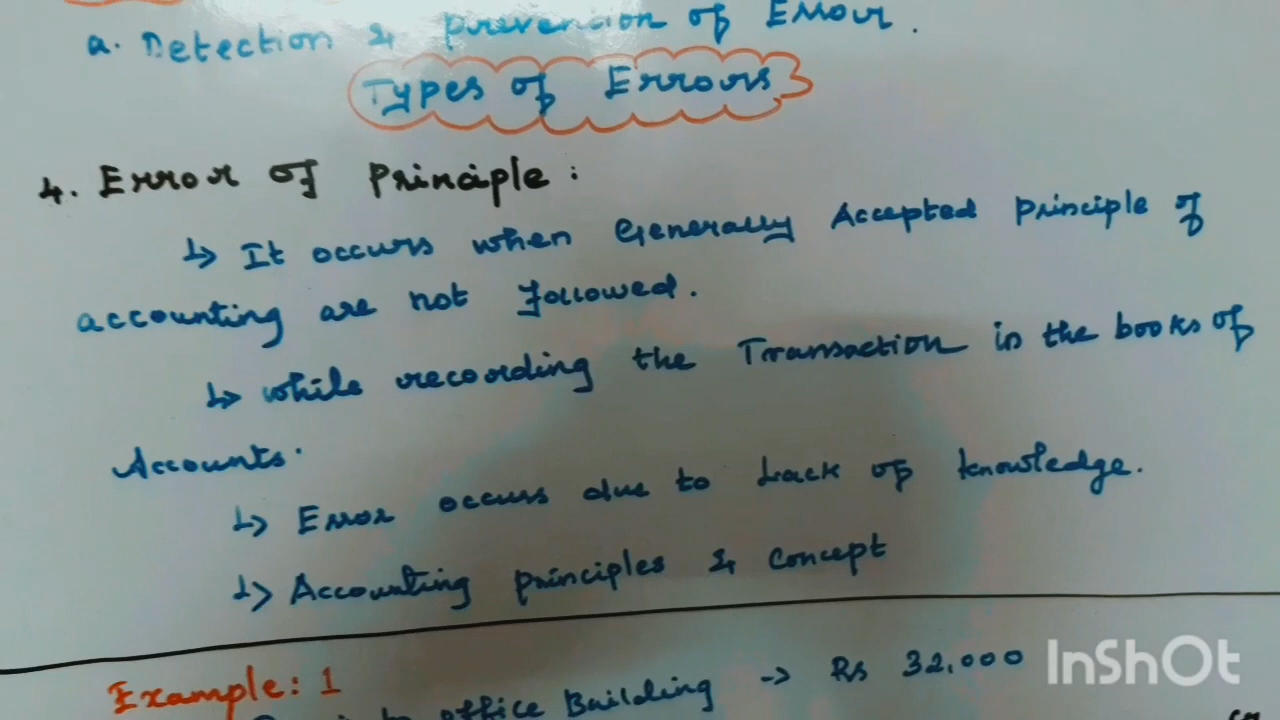 a. Detection & prevention of Error.
Types of Errors
4. Error of Principle:
↳ It occurs when Generally Accepted principle of
accounting are not followed.
↳ while recording the Transaction in the books of
Accounts.
↳ Error occurs due to Lack of knowledge.
↳ Accounting principles & concept
Example: 1
to office Building -> Rs 32,000
InShOt